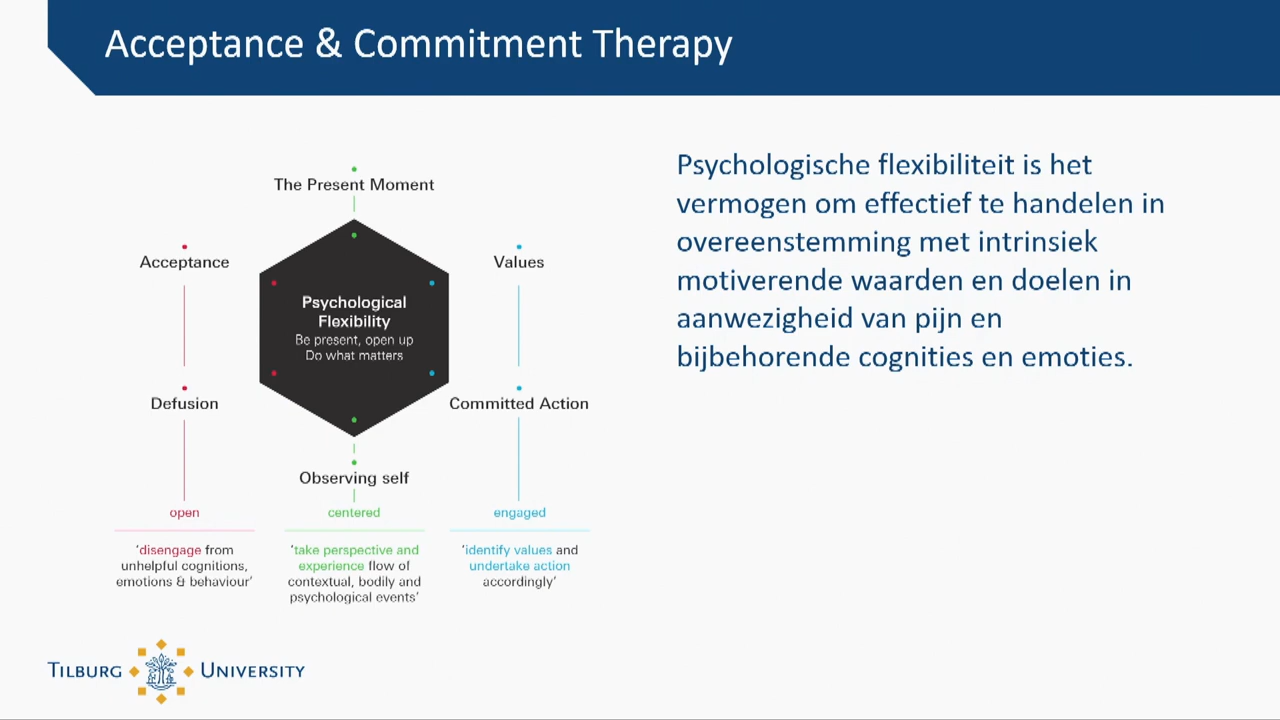 Acceptance & Commitment Therapy
The Present Moment
Acceptance
Values
Psychological
Flexibility
Be present, open up
Do what matters
Defusion
Committed Action
Observing self
open
centered
engaged
'disengage from
unhelpful cognitions,
emotions & behaviour'
'take perspective and
experience flow of
contextual, bodily and
psychological events'
'identify values and
undertake action
accordingly'
Psychologische flexibiliteit is het
vermogen om effectief te handelen in
overeenstemming met intrinsiek
motiverende waarden en doelen in
aanwezigheid van pijn en
bijbehorende cognities en emoties.
TILBURG UNIVERSITY